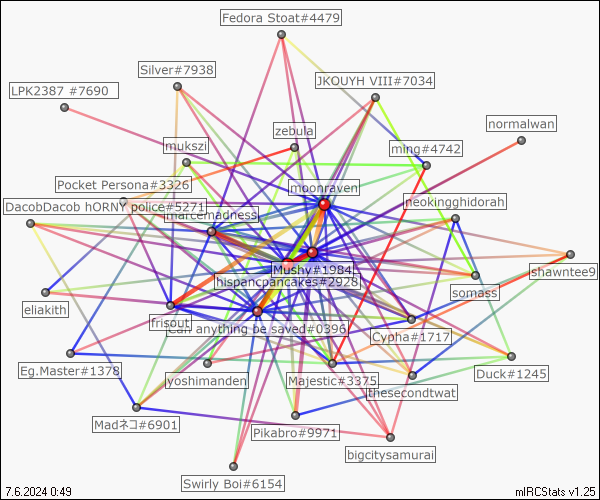 Fedora Stoat#4479
Silver#7938
JKOUYH VIII#7034
LPK2387 #7690
normalwan
zebula
mukszi
ming#4742
Pocket Persona#3326
moonraven
DacobDacob hORNY police#5271
neokingghidorah
marcemadness
Mushy#1984
shawntee9
hispancpancakes#2928
somass
eliakith
frisout
can anything be saved#0396
Cypha#1717
Eg.Master#1378
yoshimanden
Majestic#3375
Duck#1245
thesecondtwat
Madネコ#6901
Pikabro#9971
bigcitysamurai
Swirly Boi#6154
7.6.2024 0:49
mIRCStats v1.25